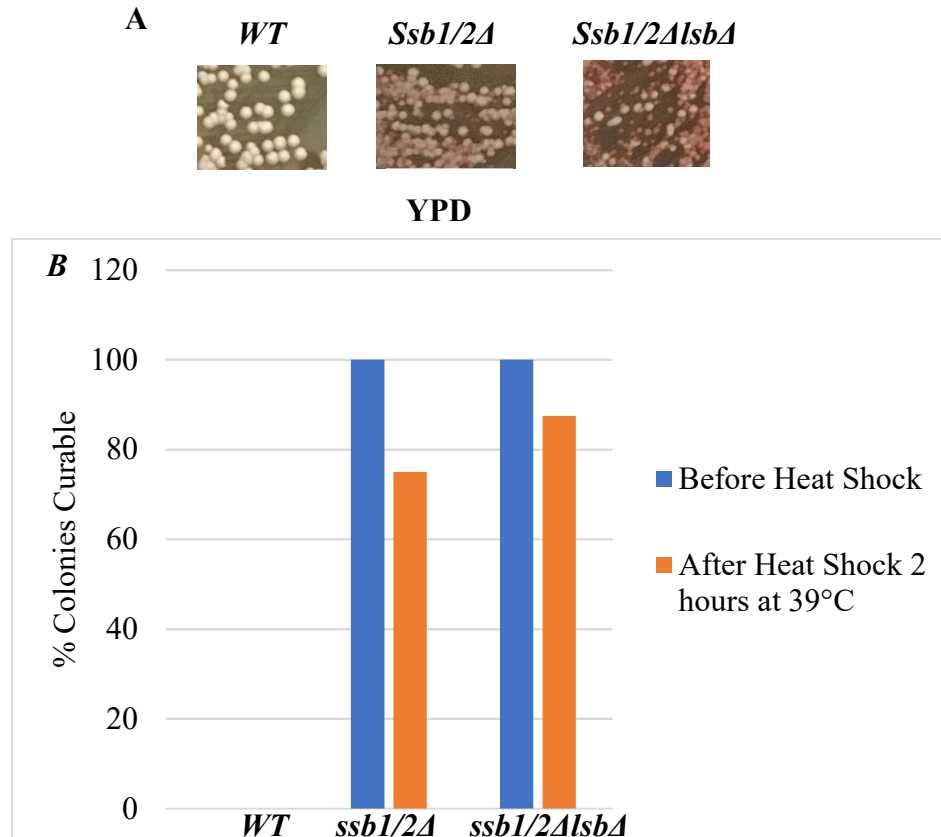 A
WT Ssb1/2Δ Ssb1/2ΔlsbΔ
YPD
B
120
100
80
60
40
20
0
% Colonies Curable
WT ssb1/2Δ ssb1/2ΔlsbΔ
Before Heat Shock
After Heat Shock 2
hours at 39°C